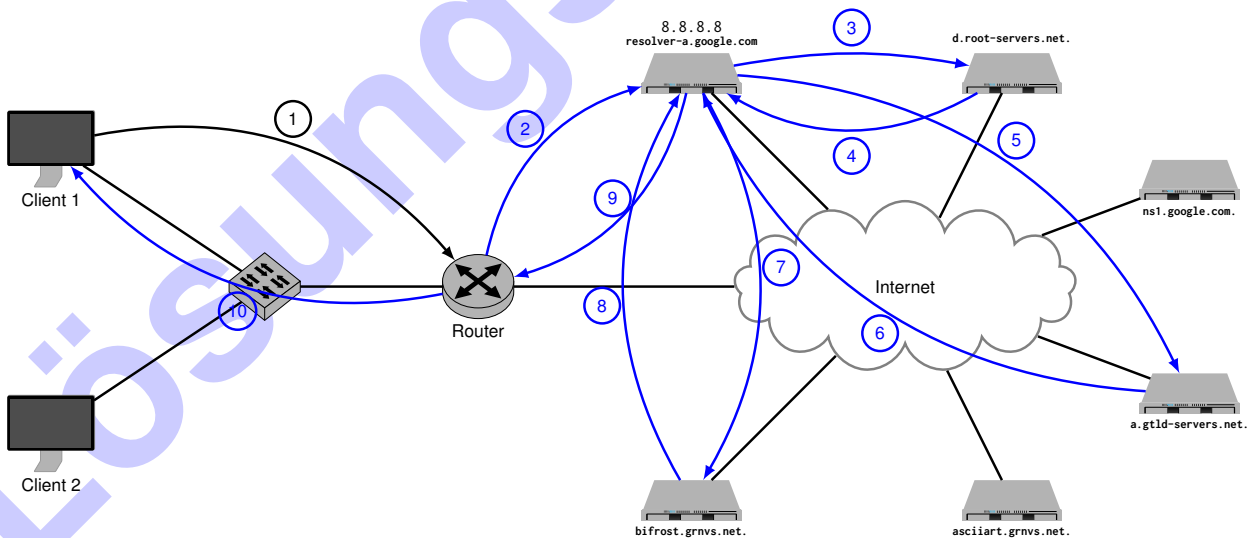 8.8.8.8
resolver-a.google.com
d.root-servers.net.
3
1
2
4
5
Client 1
ns1.google.com.
9
7
Internet
8
10
Router
6
a.gtld-servers.net.
Client 2
bifrost.grnvs.net.
asciiart.grnvs.net.
Lösungs